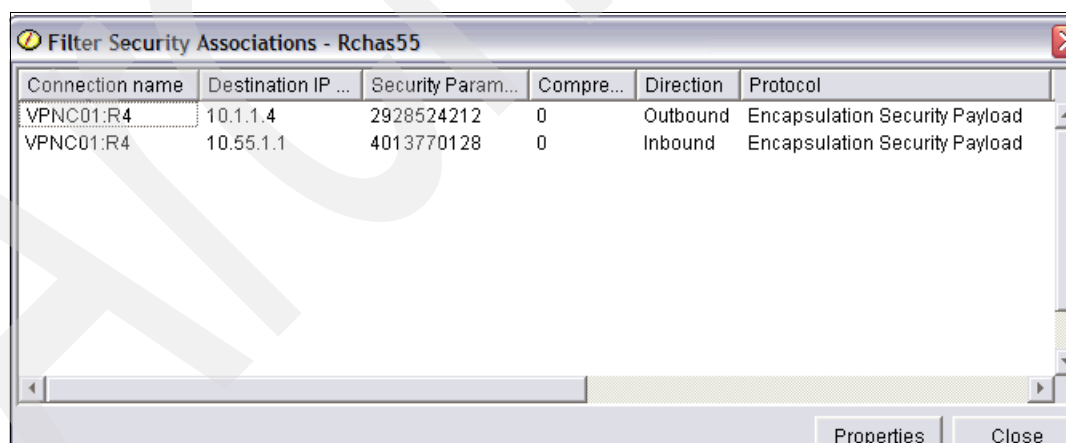 Filter Security Associations - Rchas55
Connection name Destination IP ... Security Param... Compre... Direction Protocol
VPNC01:R4 10.1.1.4 2928524212 0 Outbound Encapsulation Security Payload
VPNC01:R4 10.55.1.1 4013770128 0 Inbound Encapsulation Security Payload
Properties Close